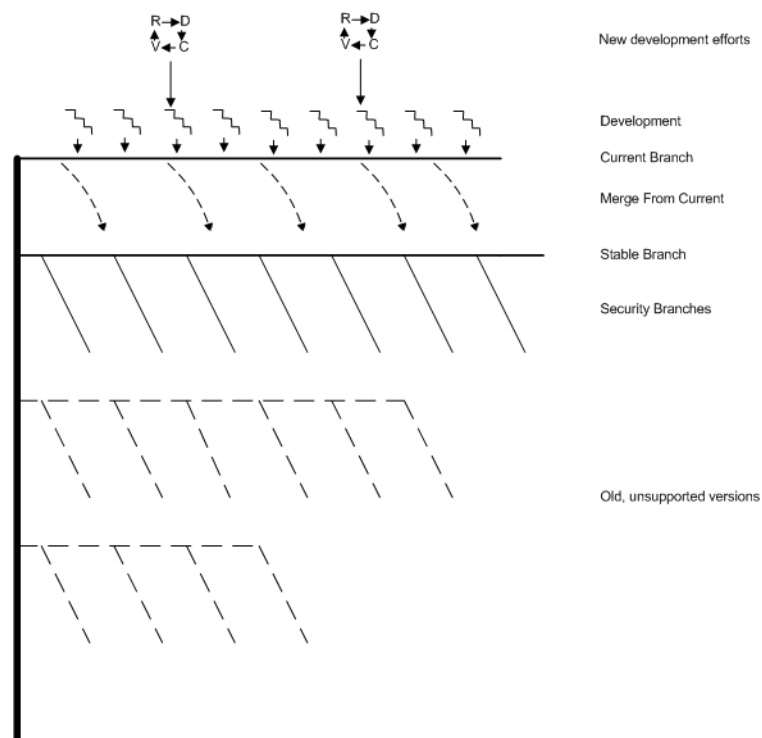 R D R D
V C V C
New development efforts
Development
Current Branch
Merge From Current
Stable Branch
Security Branches
Old, unsupported versions